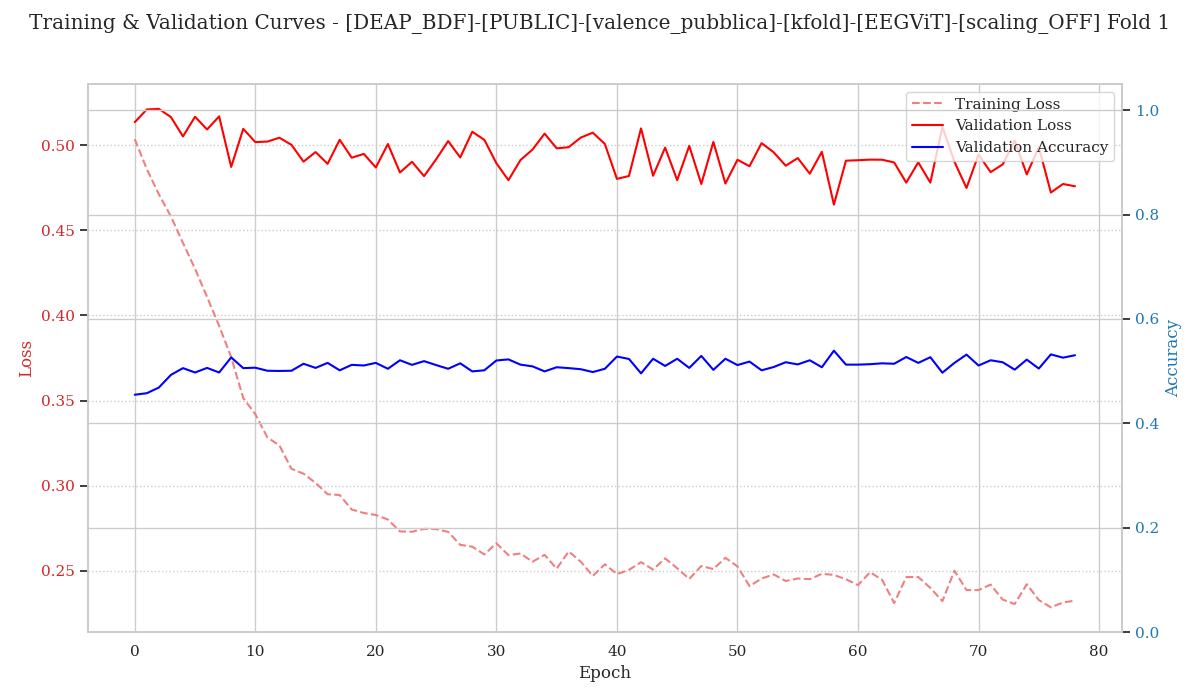 Training & Validation Curves - [DEAP_BDF]-[PUBLIC]-[valence_pubblica]-[kfold]-[EEGViT]-[scaling_OFF] Fold 1
Training Loss
Validation Loss
Validation Accuracy
Loss
0.50
0.45
0.40
0.35
0.30
0.25
1.0
0.8
0.6
0.4
0.2
0.0
Accuracy
0 10 20 30 40 50 60 70 80
Epoch